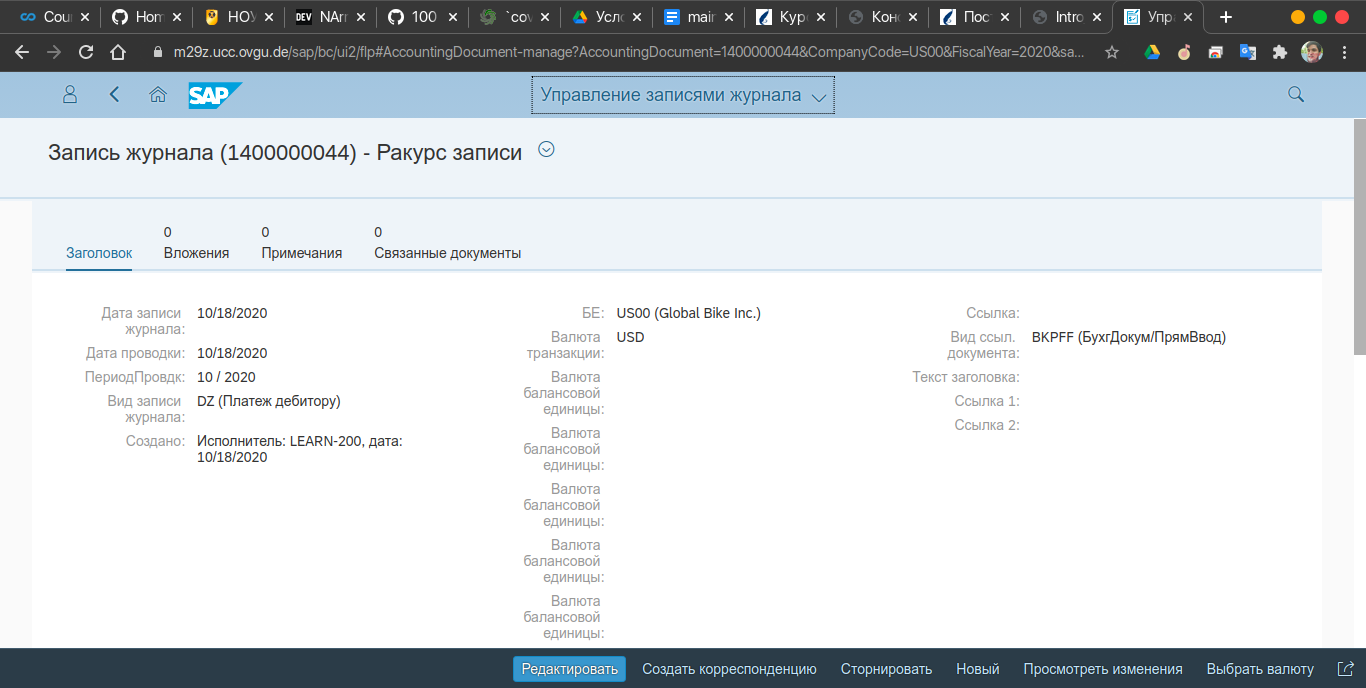 Cou Hom НОУ DEV NArr 100 `cov Усло mair Кур Кон Пост Intro Упра
m29z.ucc.ovgu.de/sap/bc/ui2/flp#AccountingDocument-manage?AccountingDocument=1400000044&CompanyCode=US00&FiscalYear=2020&sa...
SAP Управление записями журнала
Запись журнала (1400000044) - Ракурс записи
0 0 0
Заголовок Вложения Примечания Связанные документы
Дата записи журнала: 10/18/2020
Дата проводки: 10/18/2020
ПериодПровдк: 10 / 2020
Вид записи журнала: DZ (Платеж дебитору)
Создано: Исполнитель: LEARN-200, дата: 10/18/2020
БЕ: US00 (Global Bike Inc.)
Валюта транзакции: USD
Валюта балансовой единицы:
Валюта балансовой единицы:
Валюта балансовой единицы:
Валюта балансовой единицы:
Валюта балансовой единицы:
Ссылка:
Вид ссыл. документа: BKPFF (БухгДокум/ПрямВвод)
Текст заголовка:
Ссылка 1:
Ссылка 2:
Редактировать Создать корреспонденцию Сторнировать Новый Просмотреть изменения Выбрать валюту